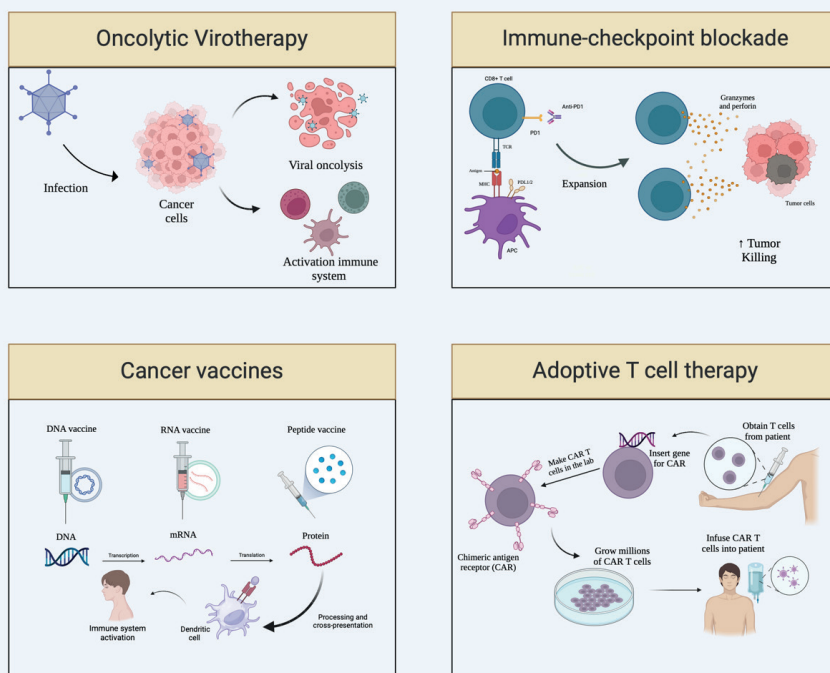 Oncolytic Virotherapy
Infection
Cancer
cells
Viral oncolysis
Activation immune
system
Immune-checkpoint blockade
CD8+ T cell
Anti-PD1
PD1
TCR
Antigen
MHC
PDL1/2
APC
Expansion
Granzymes
and perforin
Tumor cells
↑ Tumor
Killing
Cancer vaccines
DNA vaccine
RNA vaccine
Peptide vaccine
DNA
Transcription
mRNA
Translation
Protein
Immune system
activation
Dendritic
cell
Processing and
cross-presentation
Adoptive T cell therapy
Obtain T cells
from patient
Insert gene
for CAR
Make CAR T
cells in the lab
Chimeric antigen
receptor (CAR)
Grow millions
of CAR T cells
Infuse CAR T
cells into patient